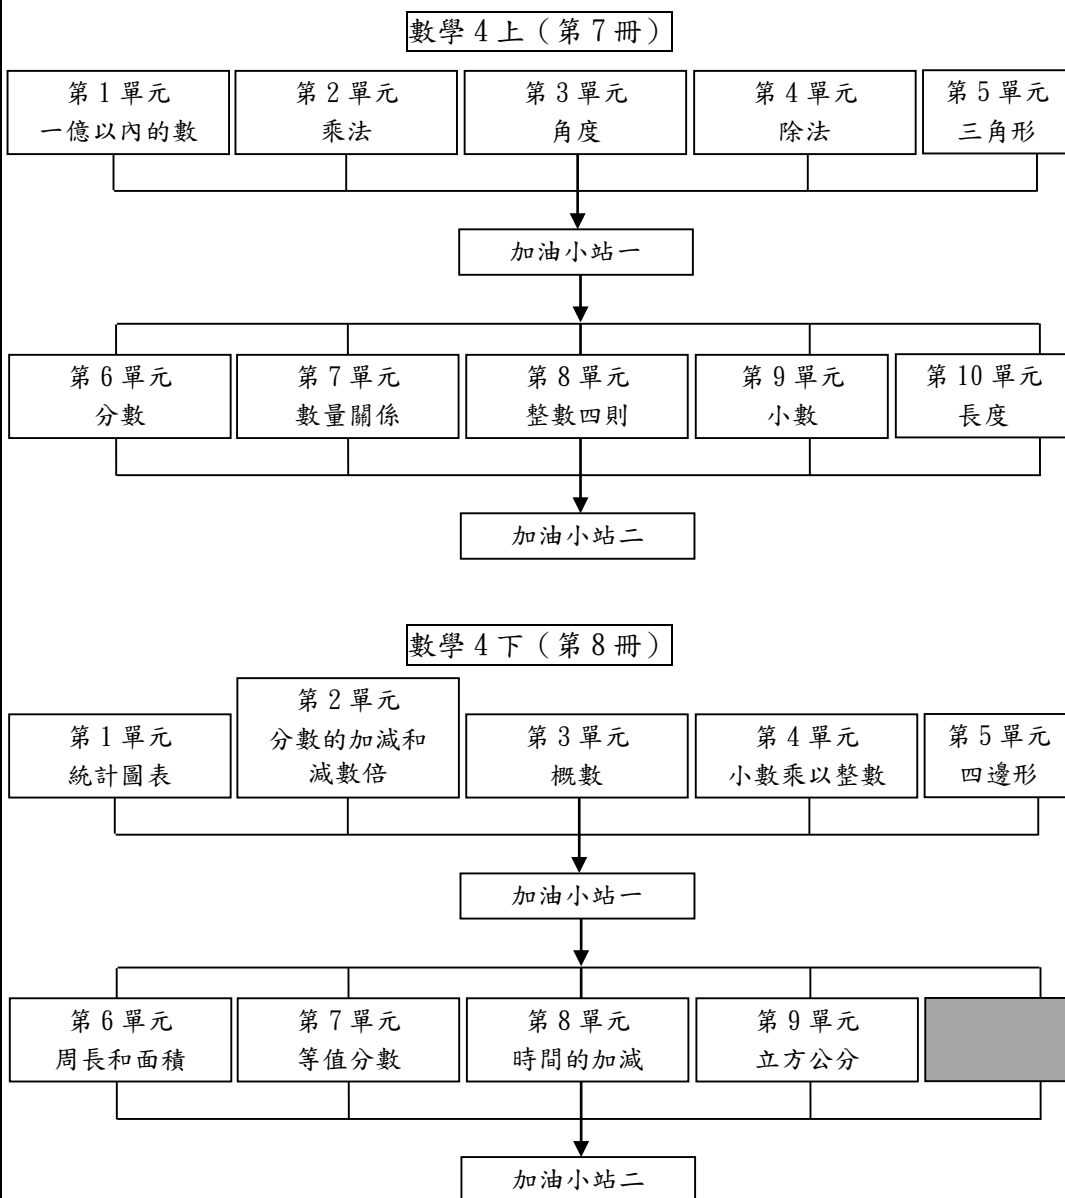 數學4上（第7冊）
第1單元
一億以內的數
第2單元
乘法
第3單元
角度
第4單元
除法
第5單元
三角形
加油小站一
第6單元
分數
第7單元
數量關係
第8單元
整數四則
第9單元
小數
第10單元
長度
加油小站二
數學4下（第8冊）
第1單元
統計圖表
第2單元
分數的加減和
減數倍
第3單元
概數
第4單元
小數乘以整數
第5單元
四邊形
加油小站一
第6單元
周長和面積
第7單元
等值分數
第8單元
時間的加減
第9單元
立方公分
加油小站二